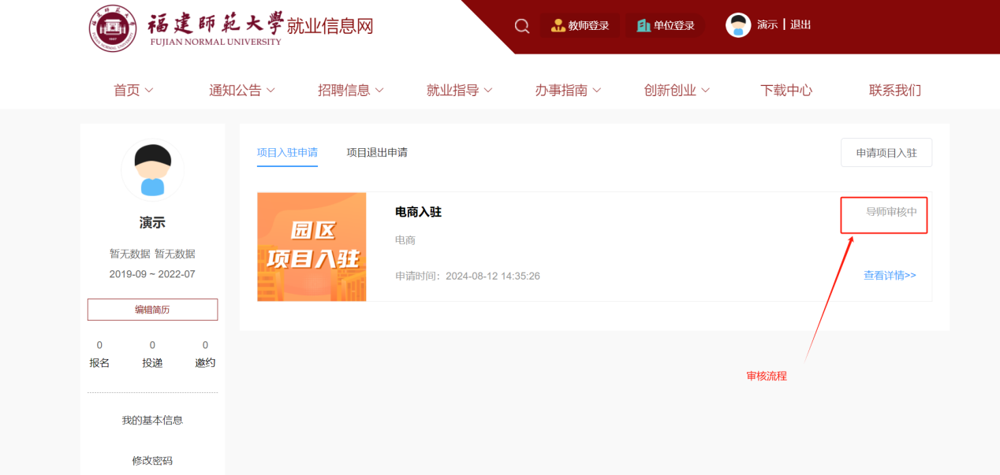 福建师范大学就业信息网
FUJIAN NORMAL UNIVERSITY
教师登录 单位登录 演示 | 退出
首页 通知公告 招聘信息 就业指导 办事指南 创新创业 下载中心 联系我们
演示
暂无数据 暂无数据
2019-09 ~ 2022-07
编辑简历
0 0 0
报名 投递 邀约
我的基本信息
修改密码
项目入驻申请 项目退出申请 申请项目入驻
园区
项目入驻
电商入驻
导师审核中
电商
申请时间：2024-08-12 14:35:26
查看详情>>
审核流程